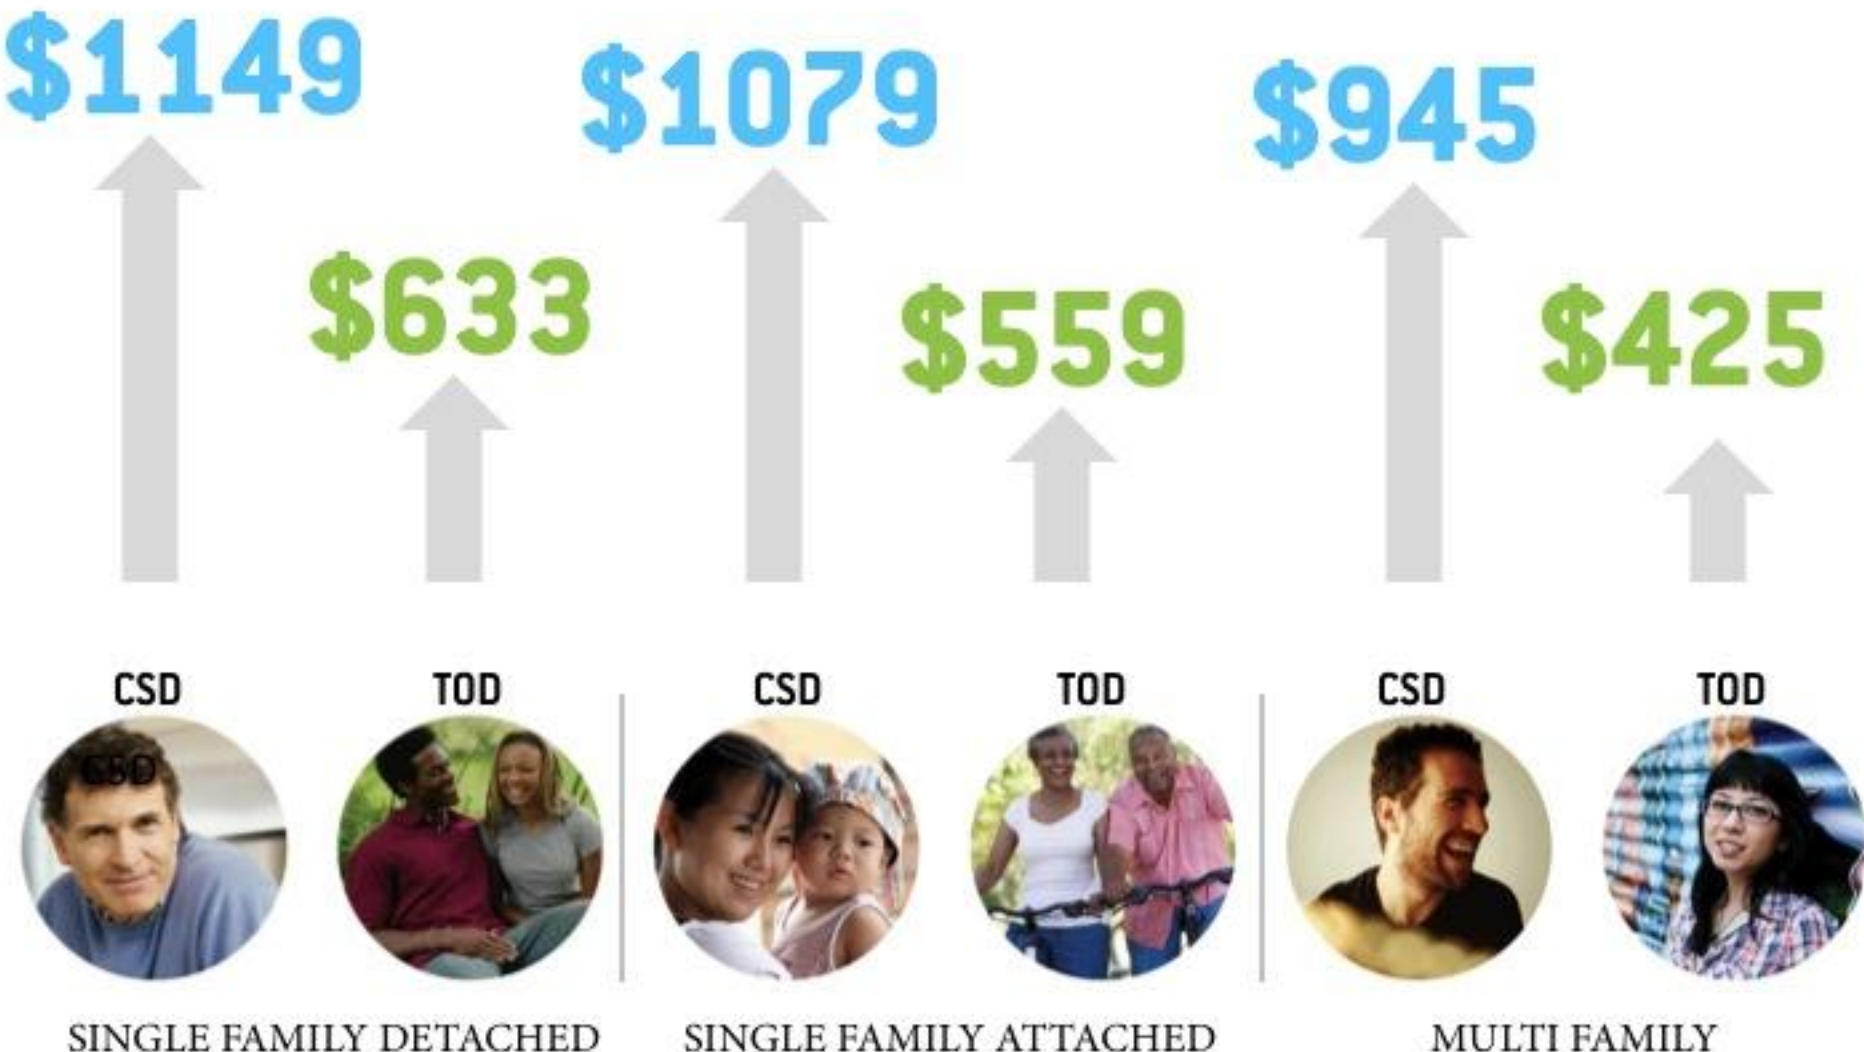 $1149
$1079
$945
$633
$559
$425
CSD
TOD
CSD
TOD
CSD
TOD
CSD
SINGLE FAMILY DETACHED
SINGLE FAMILY ATTACHED
MULTI FAMILY